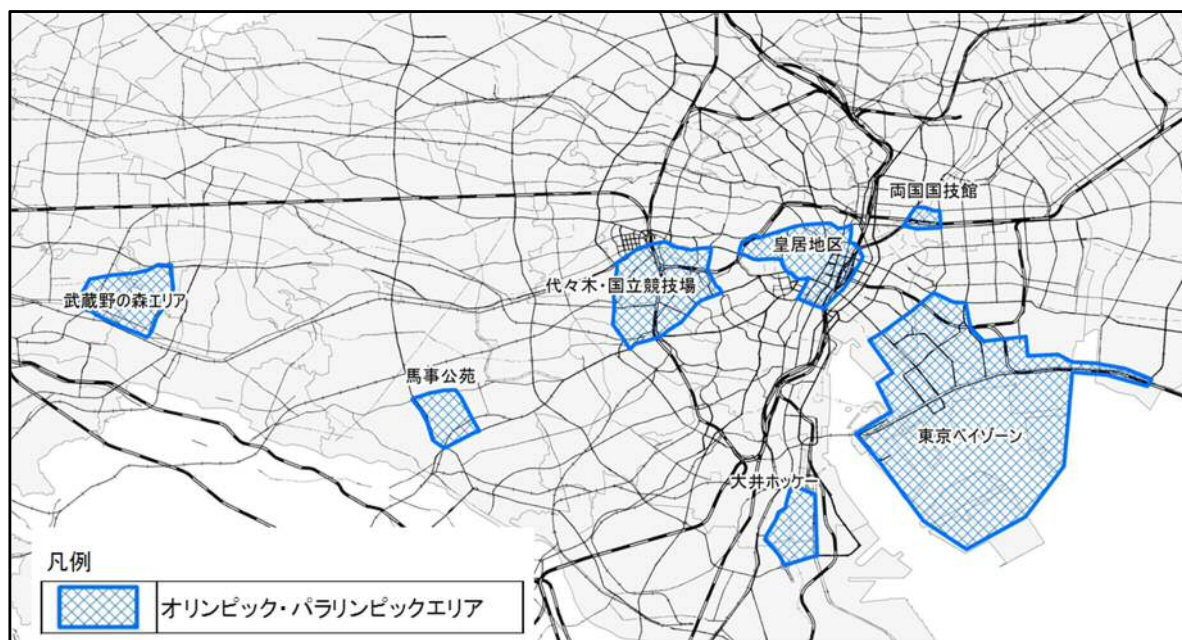 両国国技館
皇居地区
代々木・国立競技場
武蔵野の森エリア
馬事公苑
東京ベイゾーン
大井ホッケー
凡例
オリンピック・パラリンピックエリア